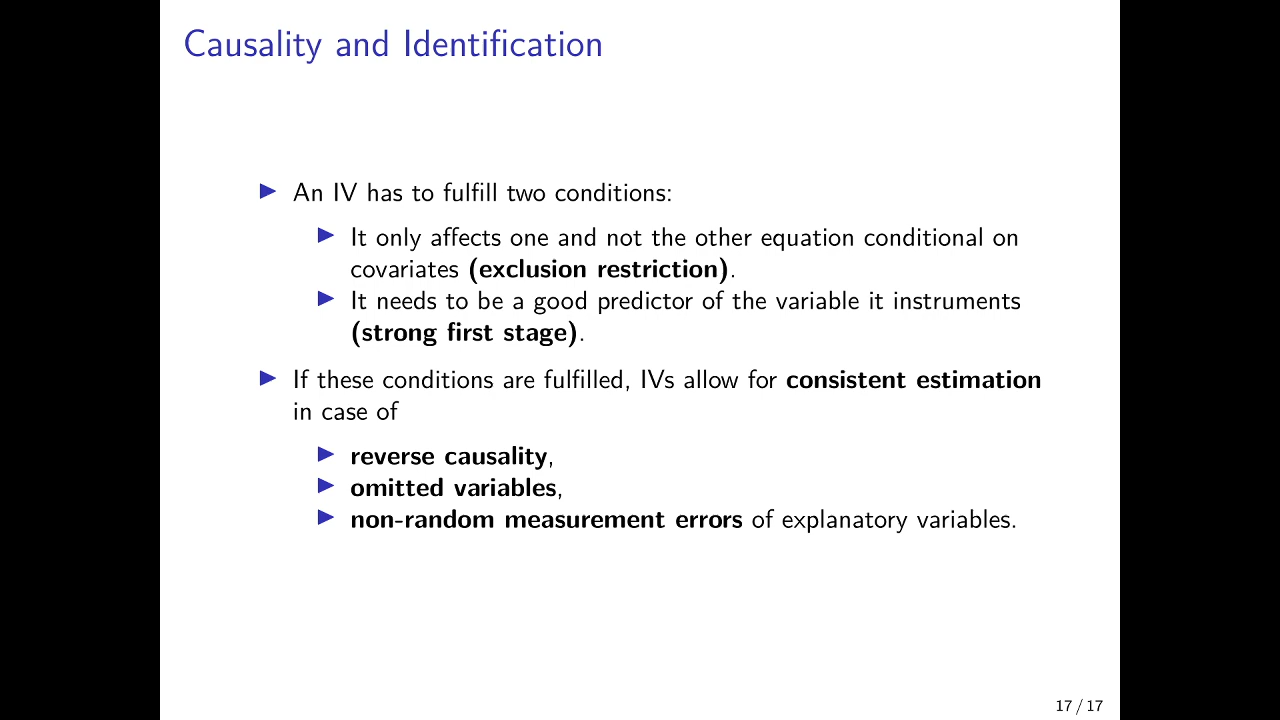 Causality and Identification
▶ An IV has to fulfill two conditions:
▶ It only affects one and not the other equation conditional on
covariates (exclusion restriction).
▶ It needs to be a good predictor of the variable it instruments
(strong first stage).
▶ If these conditions are fulfilled, IVs allow for consistent estimation
in case of
▶ reverse causality,
▶ omitted variables,
▶ non-random measurement errors of explanatory variables.
17 / 17